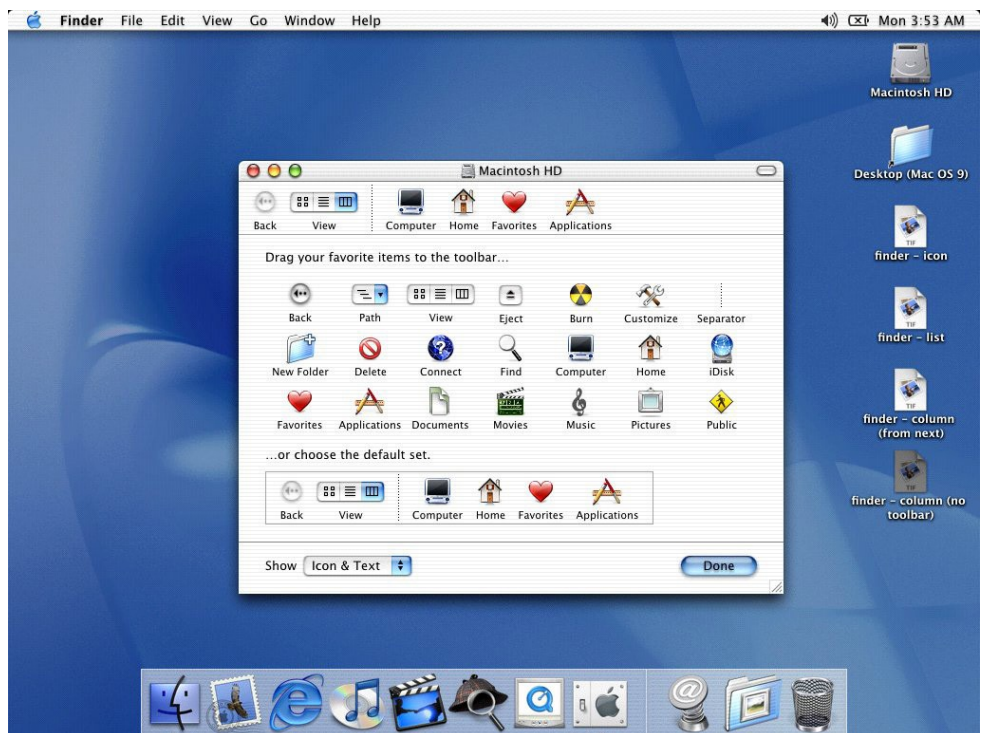 Finder File Edit View Go Window Help Mon 3:53 AM
Macintosh HD
Desktop (Mac OS 9)
TIF
finder – icon
TIF
finder – list
TIF
finder – column
(from next)
TIF
finder – column (no
toolbar)
Macintosh HD
Back View Computer Home Favorites Applications
Drag your favorite items to the toolbar...
Back Path View Eject Burn Customize Separator
New Folder Delete Connect Find Computer Home iDisk
Favorites Applications Documents Movies Music Pictures Public
...or choose the default set.
Back View Computer Home Favorites Applications
Show Icon & Text Done